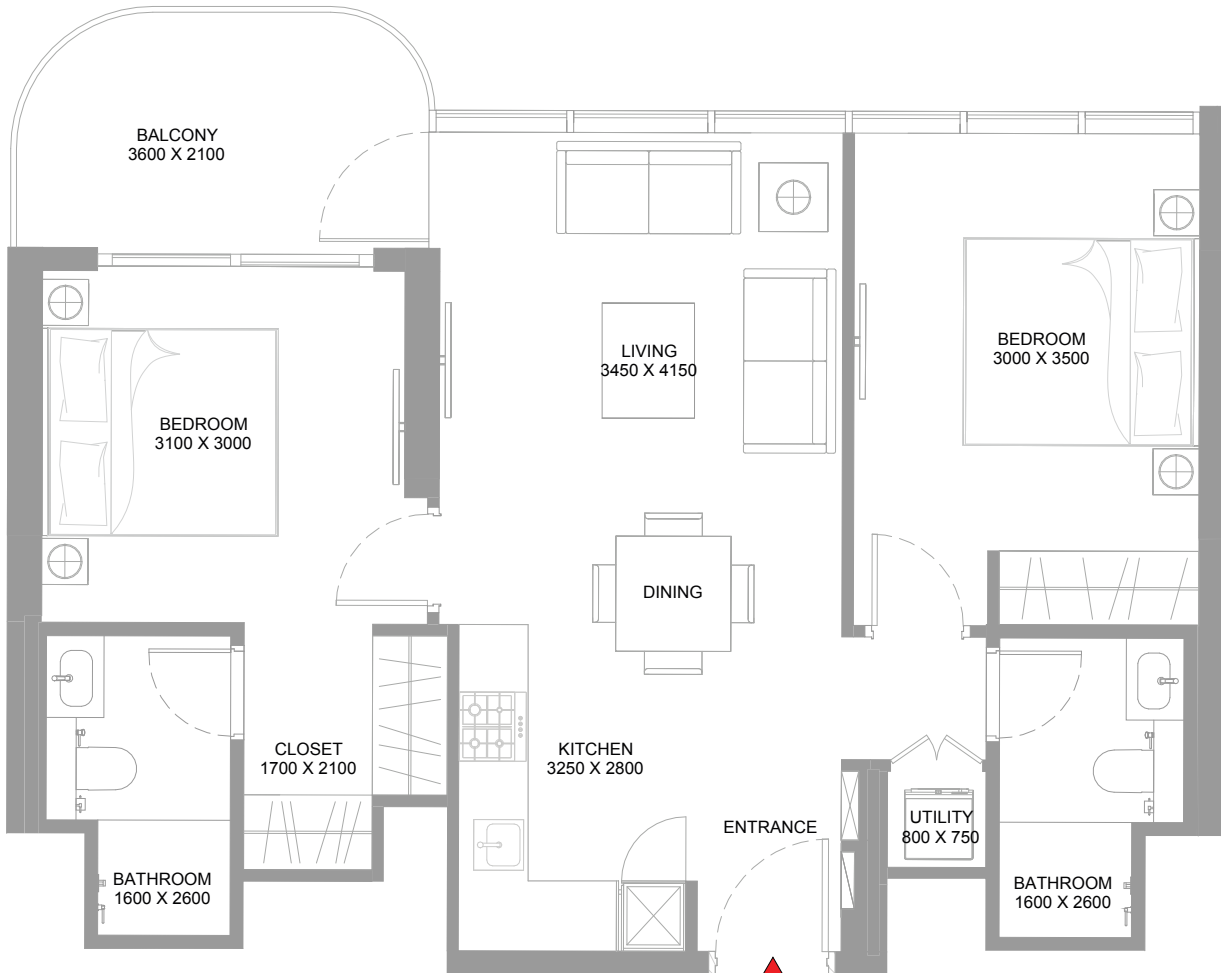 BALCONY
3600 X 2100
LIVING
3450 X 4150
BEDROOM
3000 X 3500
BEDROOM
3100 X 3000
DINING
CLOSET
1700 X 2100
KITCHEN
3250 X 2800
ENTRANCE
UTILITY
800 X 750
BATHROOM
1600 X 2600
BATHROOM
1600 X 2600